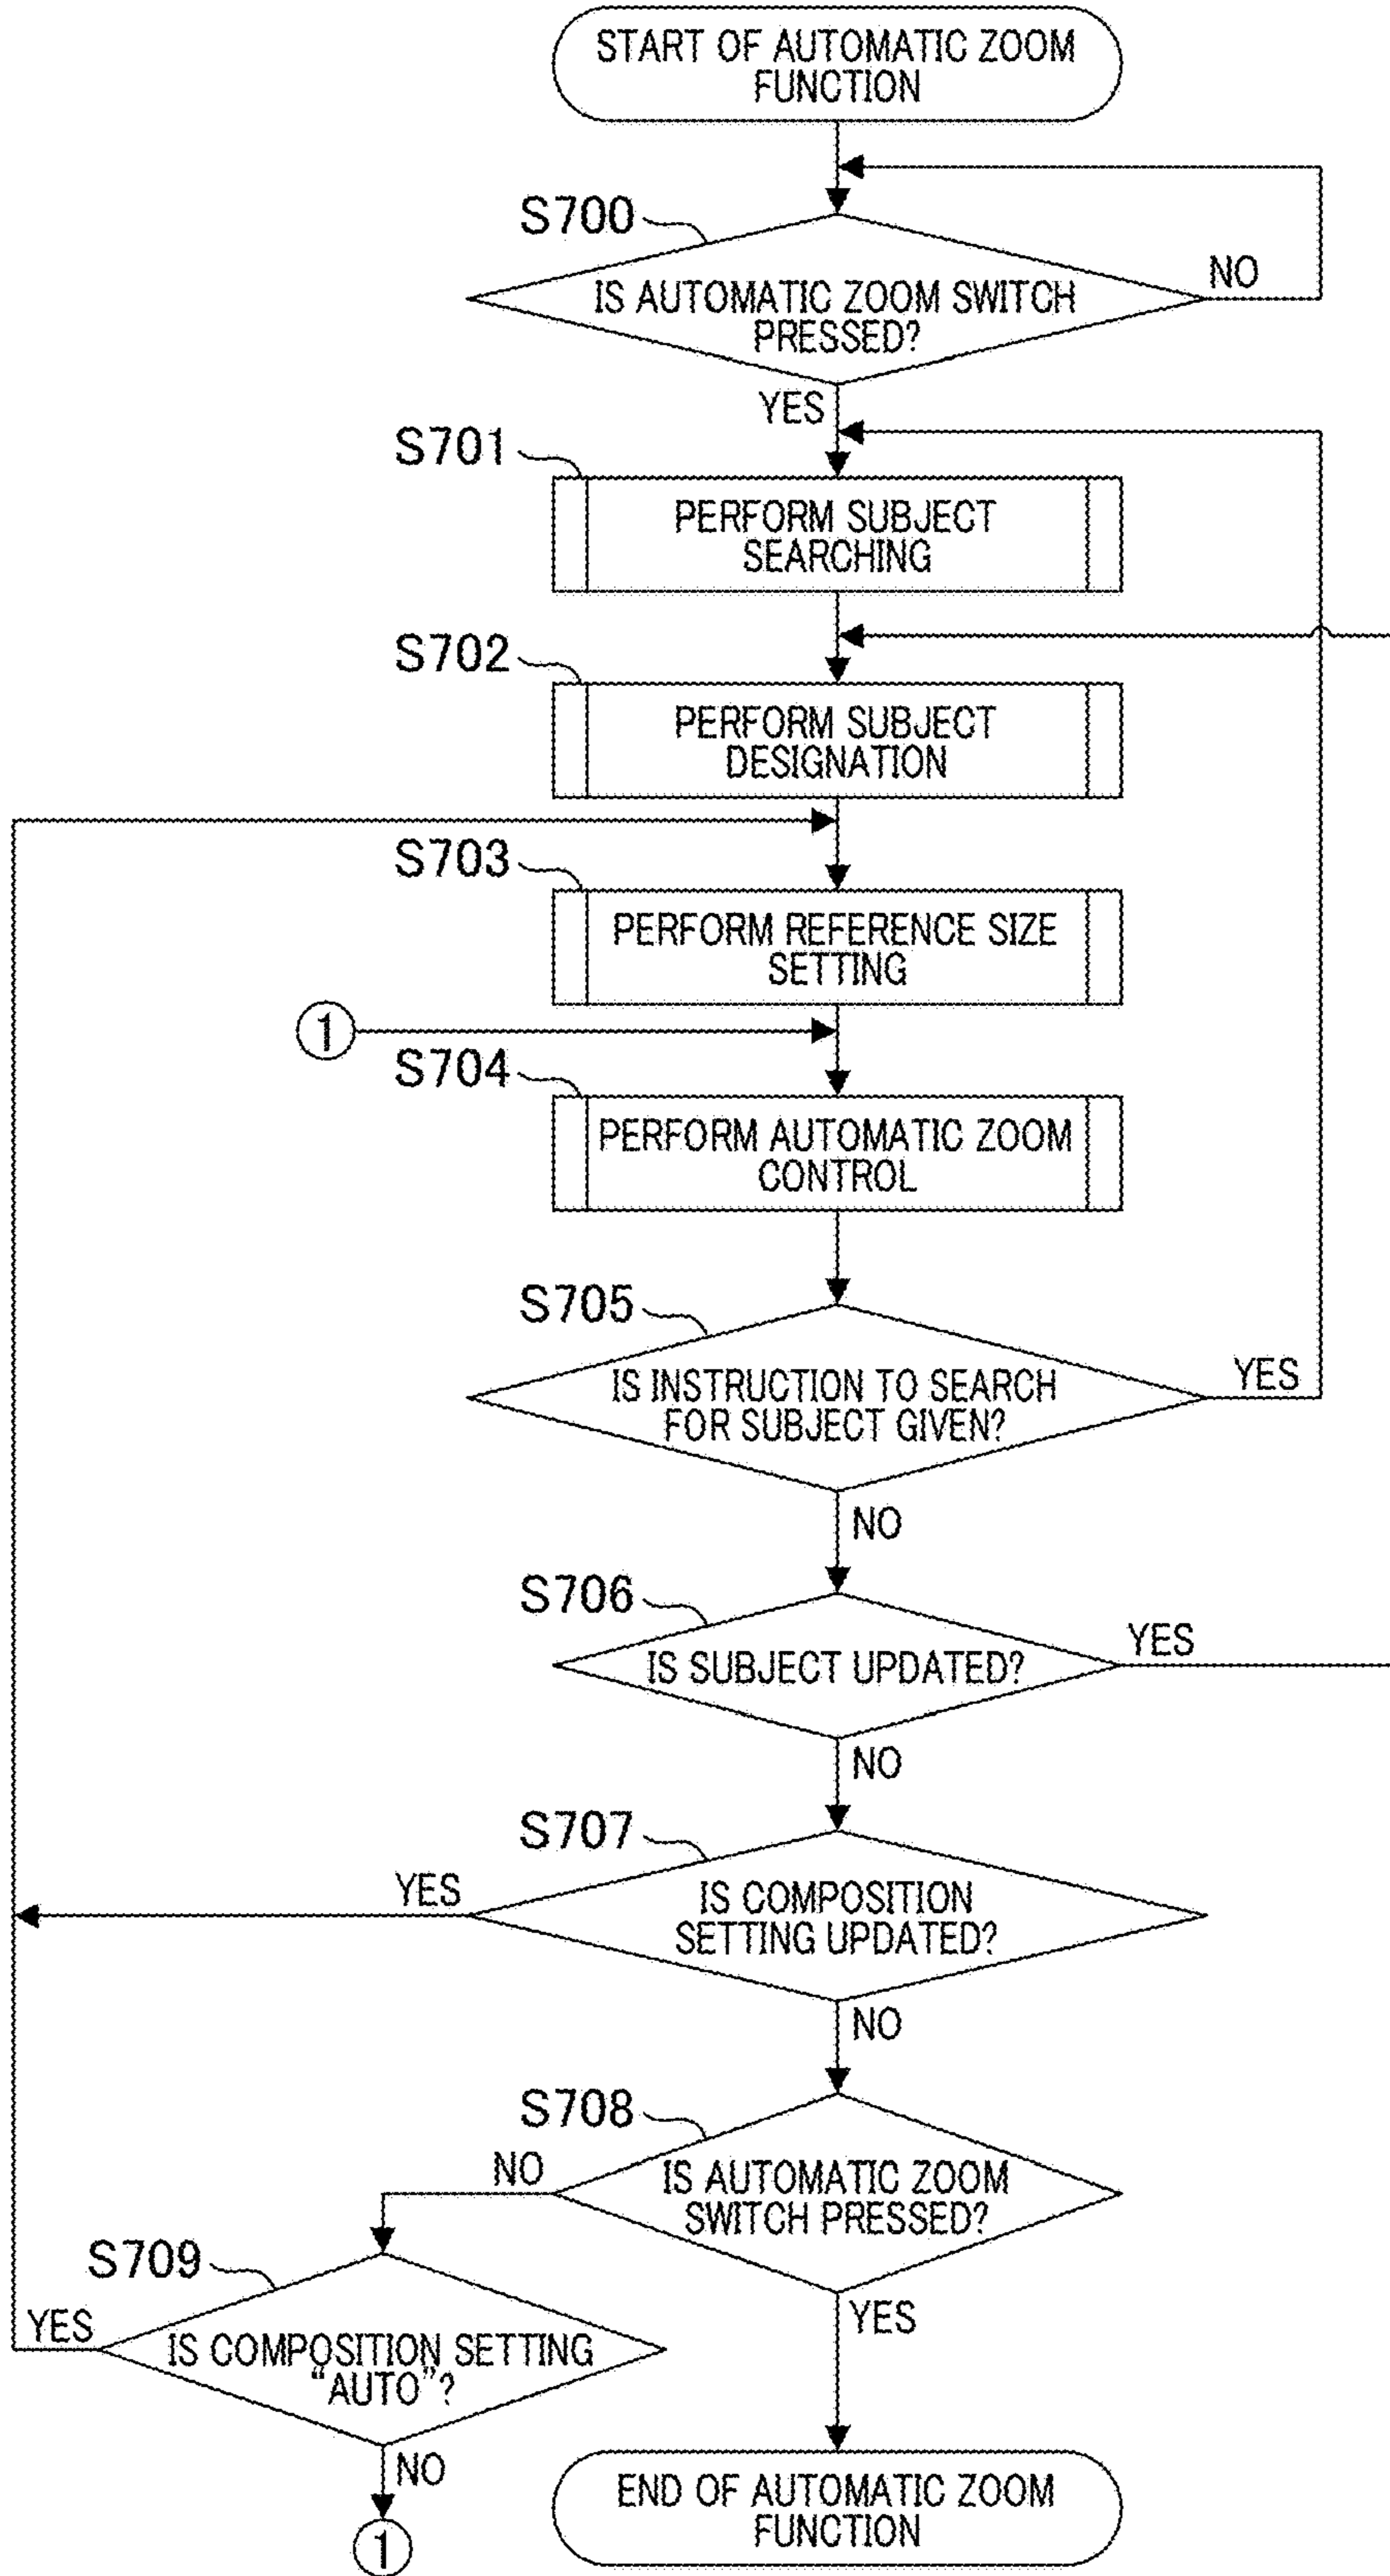 START OF AUTOMATIC ZOOM
FUNCTION
S700
IS AUTOMATIC ZOOM SWITCH
PRESSED?
NO
YES
S701
PERFORM SUBJECT
SEARCHING
S702
PERFORM SUBJECT
DESIGNATION
S703
PERFORM REFERENCE SIZE
SETTING
1
S704
PERFORM AUTOMATIC ZOOM
CONTROL
S705
IS INSTRUCTION TO SEARCH
FOR SUBJECT GIVEN?
YES
NO
S706
IS SUBJECT UPDATED?
YES
NO
S707
YES
IS COMPOSITION
SETTING UPDATED?
NO
S708
NO
IS AUTOMATIC ZOOM
SWITCH PRESSED?
YES
S709
YES
IS COMPOSITION SETTING
“AUTO”?
NO
1
END OF AUTOMATIC ZOOM
FUNCTION